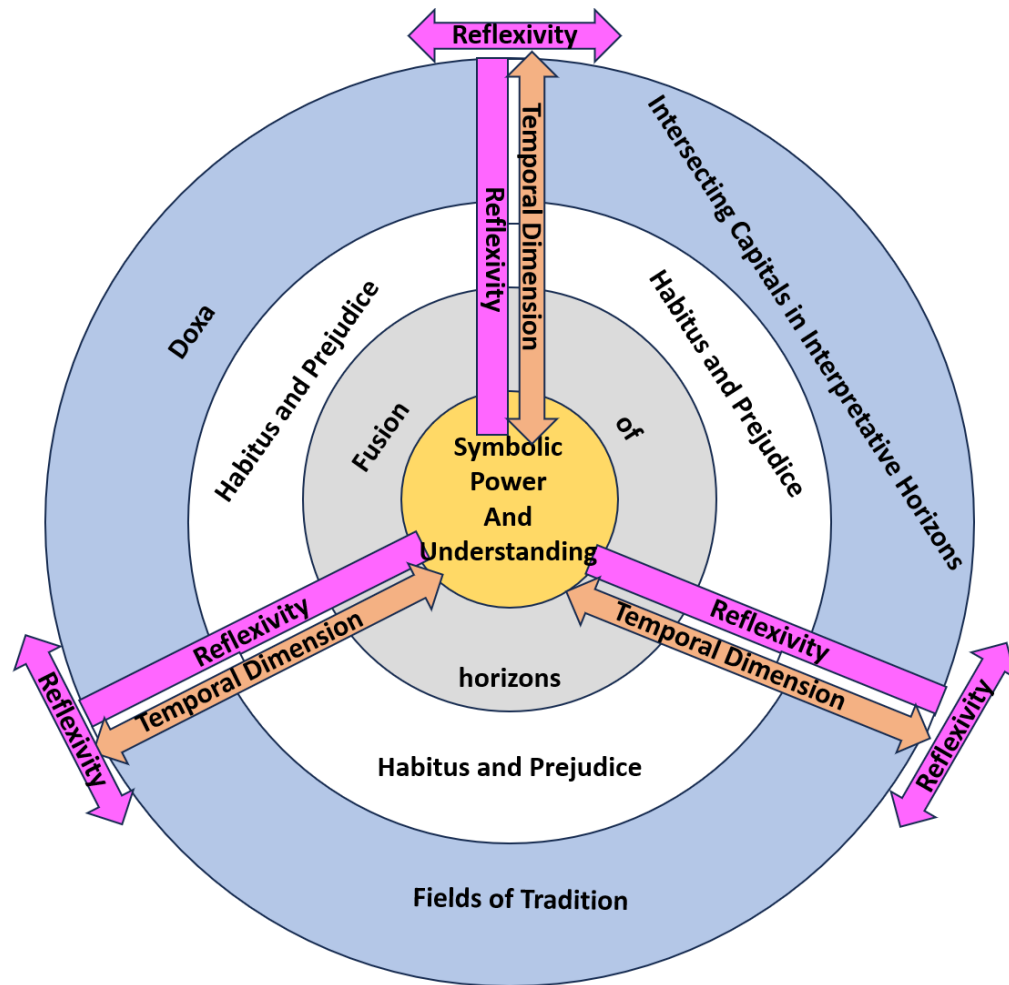 Reflexivity
Reflexivity
Temporal Dimension
Intersecting Capitals in Interpretative Horizons
Doxa
Habitus and Prejudice
Habitus and Prejudice
Fusion
of
Symbolic
Power
And
Understanding
Reflexivity
Temporal Dimension
Reflexivity
Reflexivity
Temporal Dimension
Reflexivity
horizons
Habitus and Prejudice
Fields of Tradition